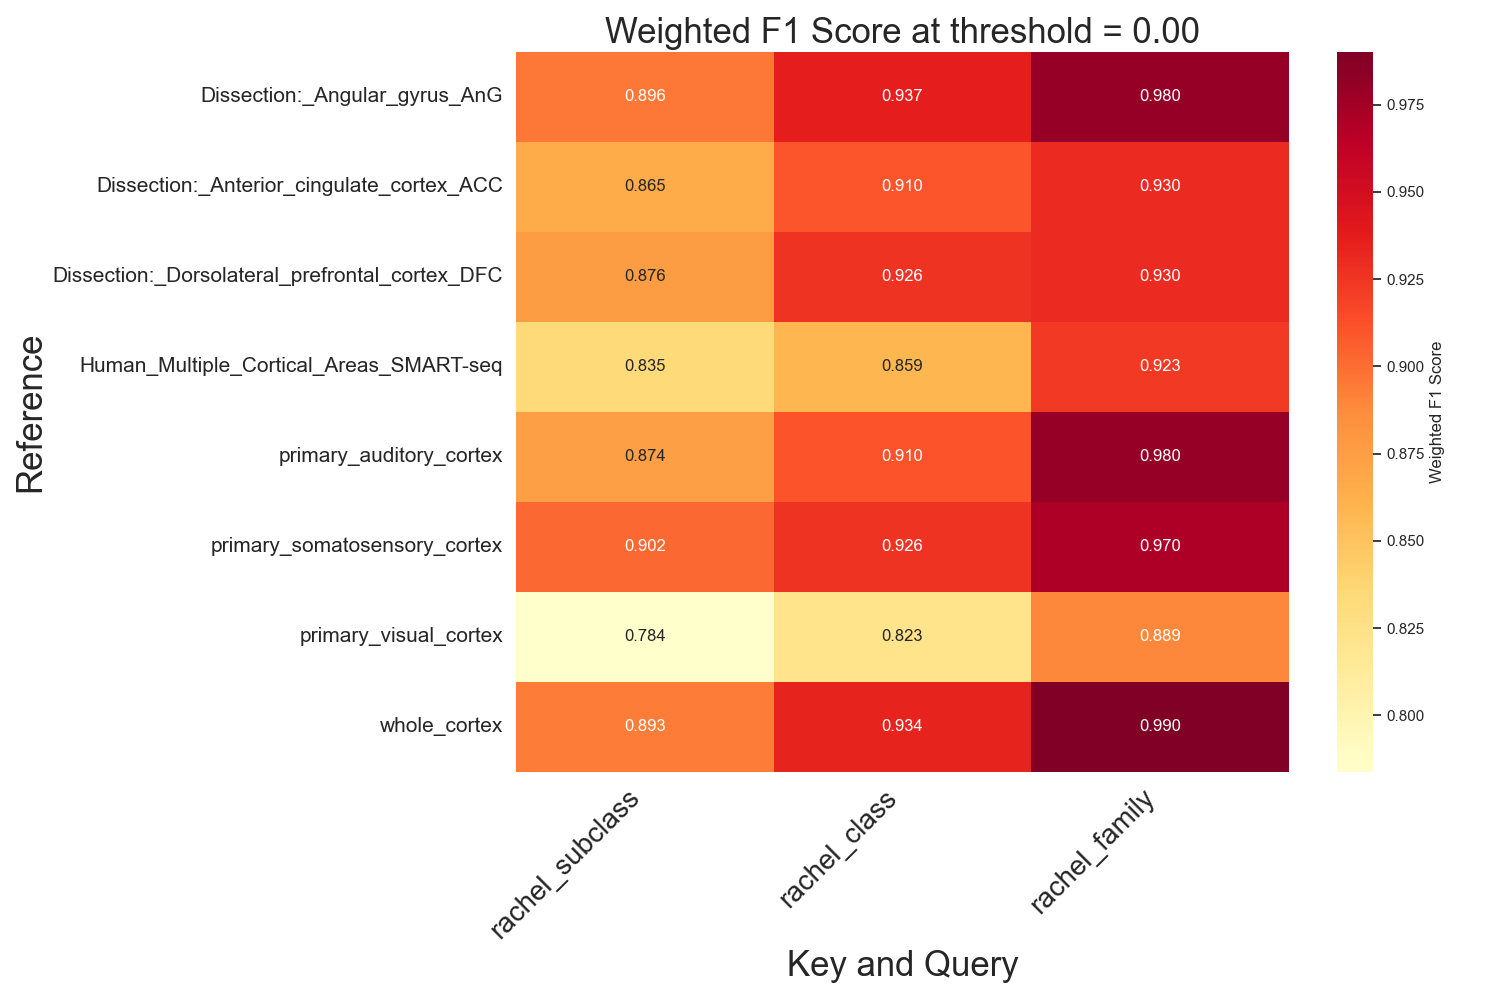 Weighted F1 Score at threshold = 0.00
Reference
Dissection:_Angular_gyrus_AnG 0.896 0.937 0.980
Dissection:_Anterior_cingulate_cortex_ACC 0.865 0.910 0.930
Dissection:_Dorsolateral_prefrontal_cortex_DFC 0.876 0.926 0.930
Human_Multiple_Cortical_Areas_SMART-seq 0.835 0.859 0.923
primary_auditory_cortex 0.874 0.910 0.980
primary_somatosensory_cortex 0.902 0.926 0.970
primary_visual_cortex 0.784 0.823 0.889
whole_cortex 0.893 0.934 0.990
rachel_subclass
rachel_class
rachel_family
Key and Query
0.975
0.950
0.925
0.900
0.875
0.850
0.825
0.800
Weighted F1 Score